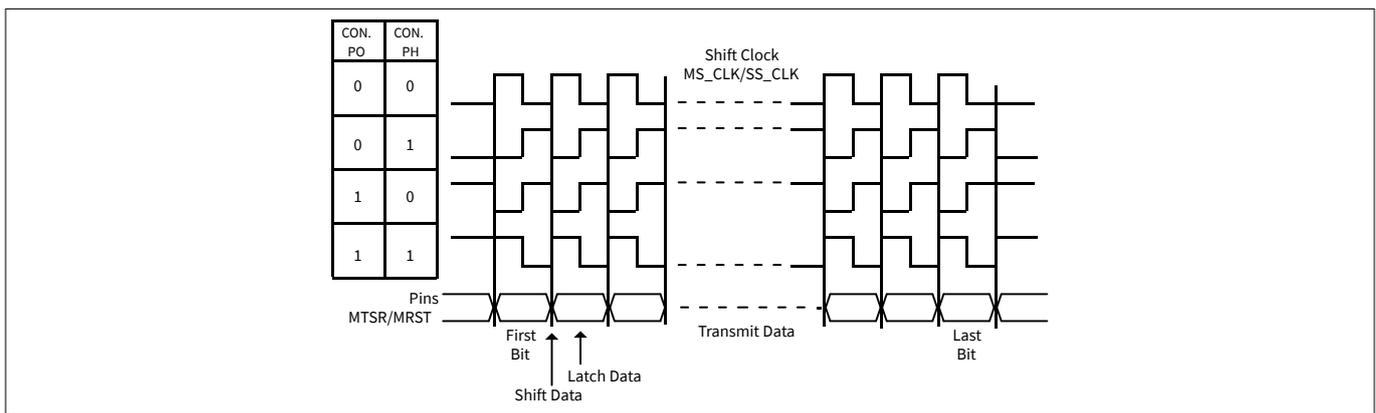 CON. CON.
PO PH
Shift Clock
MS_CLK/SS_CLK
0 0
0 1
1 0
1 1
Pins
MTSR/MRST
First
Bit
Transmit Data
Last
Bit
Latch Data
Shift Data